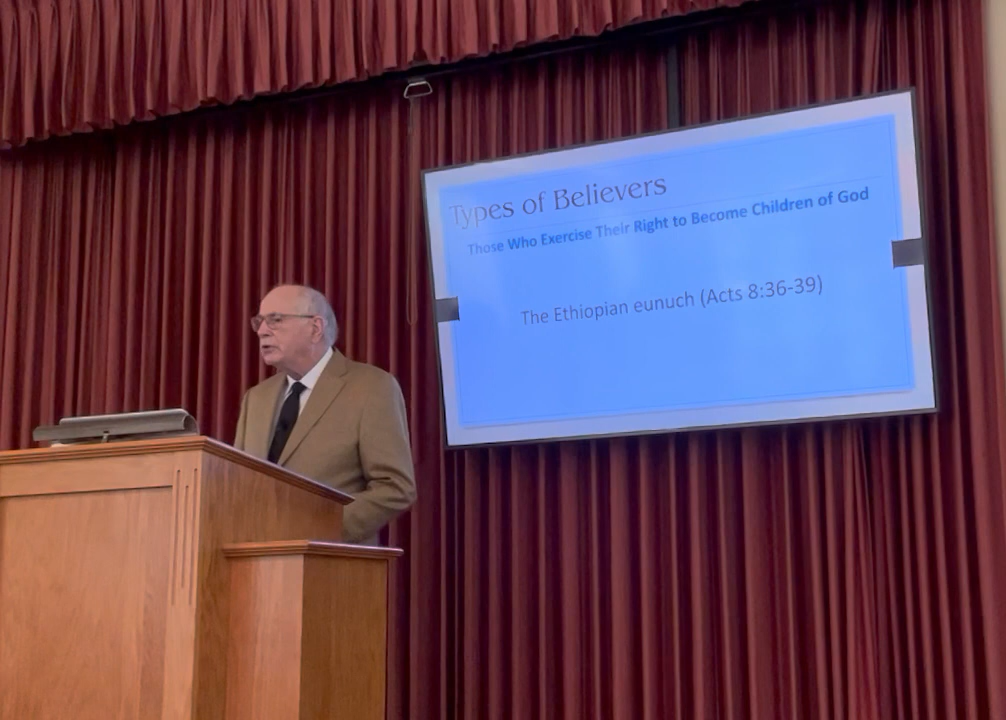 Types of Believers
Those Who Exercise Their Right to Become Children of God
The Ethiopian eunuch (Acts 8:36-39)